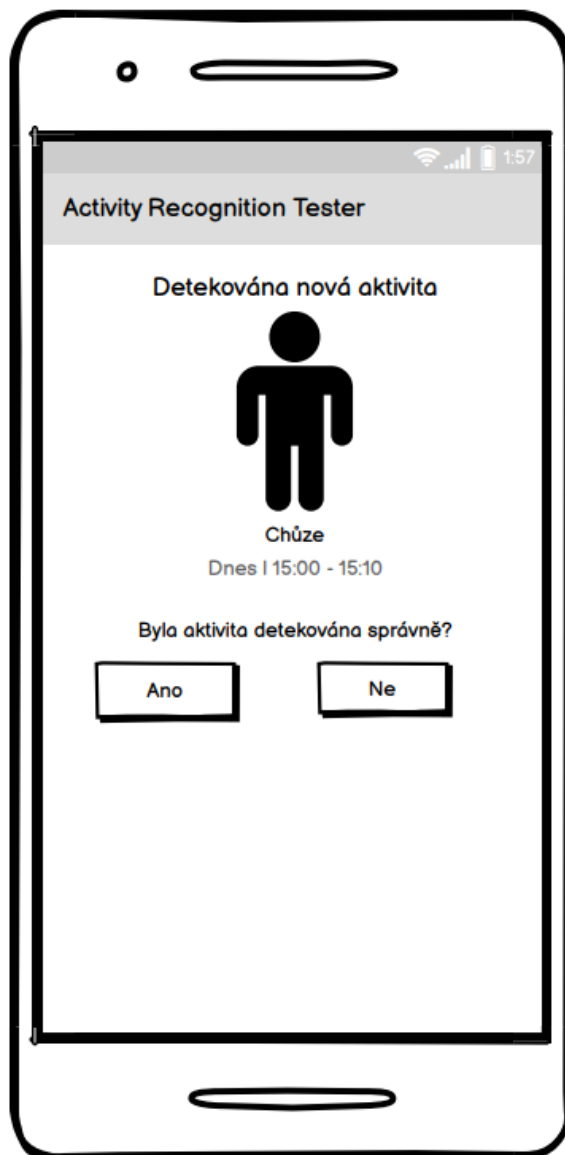 1:57
Activity Recognition Tester
Detekována nová aktivita
Chůze
Dnes | 15:00 - 15:10
Byla aktivita detekována správně?
Ano
Ne